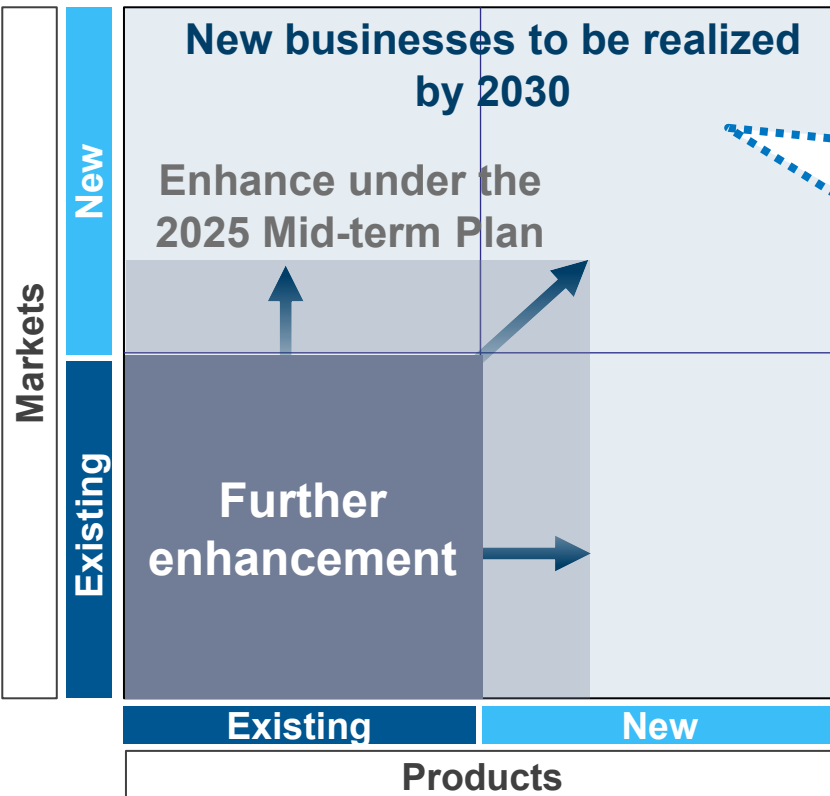 New businesses to be realized
by 2030
Enhance under the
2025 Mid-term Plan
New
Markets
Existing
Further
enhancement
Existing
New
Products